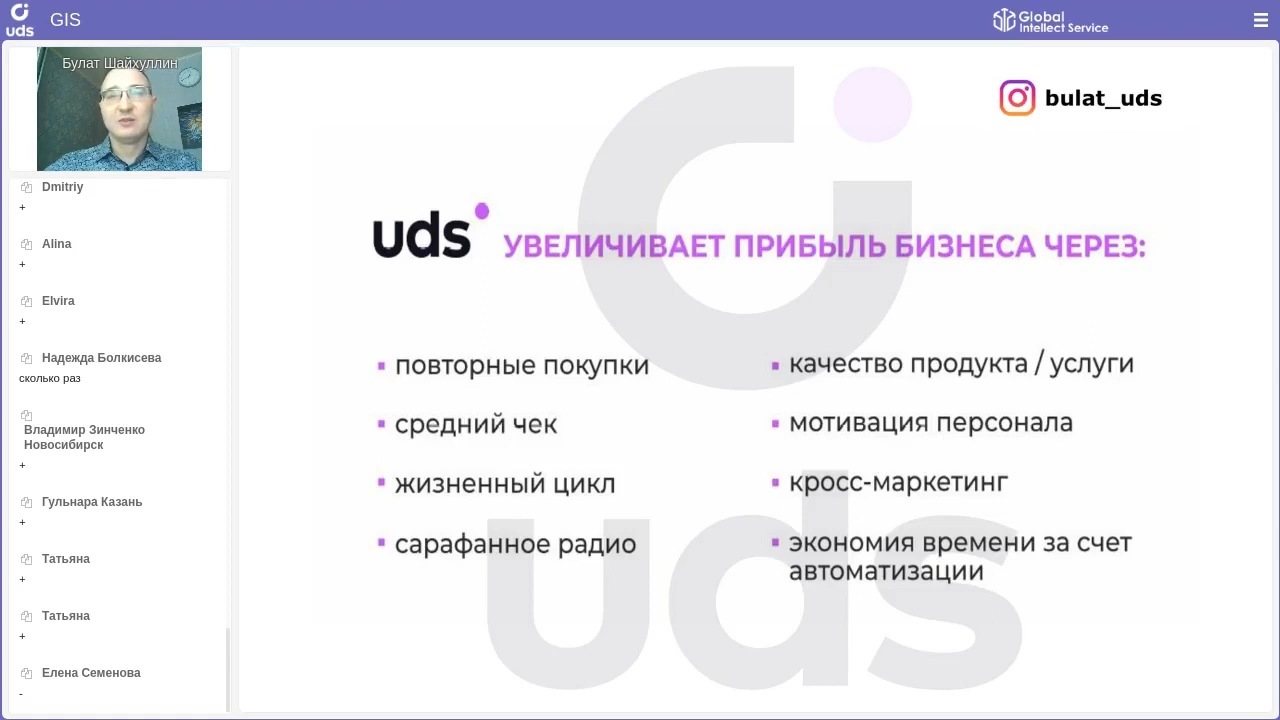 uds
GIS
Global
Intellect Service
Булат Шайхуллин
Dmitriy
+
Alina
+
Elvira
+
Надежда Болкисева
сколько раз
Владимир Зинченко
Новосибирск
+
Гульнара Казань
+
Татьяна
+
Татьяна
+
Елена Семенова
-
bulat_uds
uds УВЕЛИЧИВАЕТ ПРИБЫЛЬ БИЗНЕСА ЧЕРЕЗ:
повторные покупки
средний чек
жизненный цикл
сарафанное радио
качество продукта / услуги
мотивация персонала
кросс-маркетинг
экономия времени за счет
автоматизации
uds